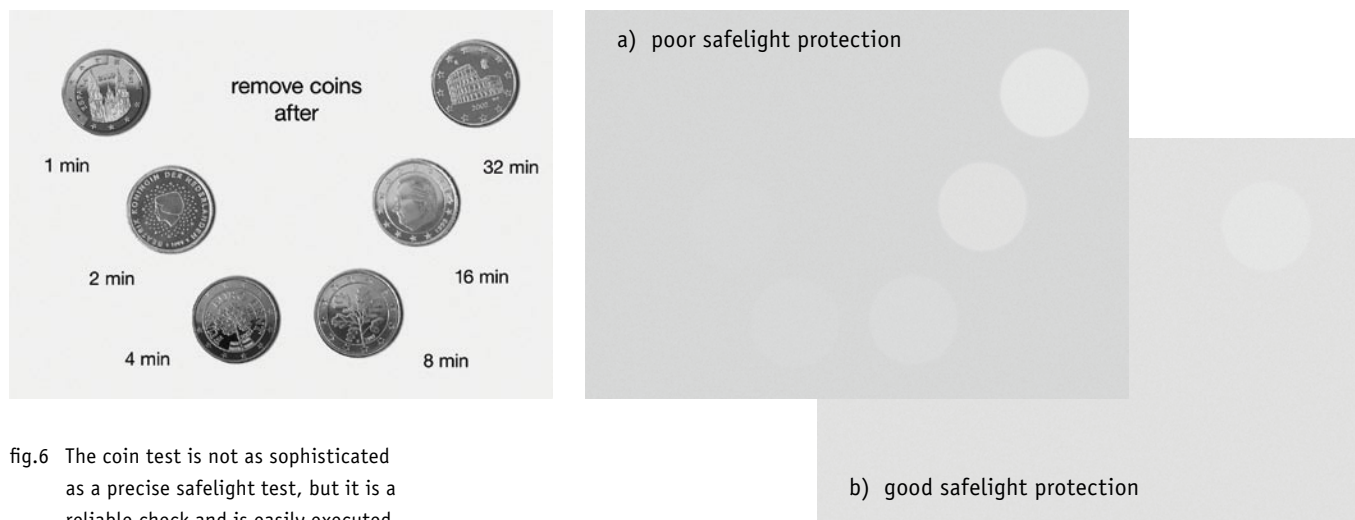 remove coins
after
1 min
32 min
2 min
16 min
4 min
8 min
a) poor safelight protection
b) good safelight protection
fig.6 The coin test is not as sophisticated
as a precise safelight test, but it is a
reliable check and is easily executed